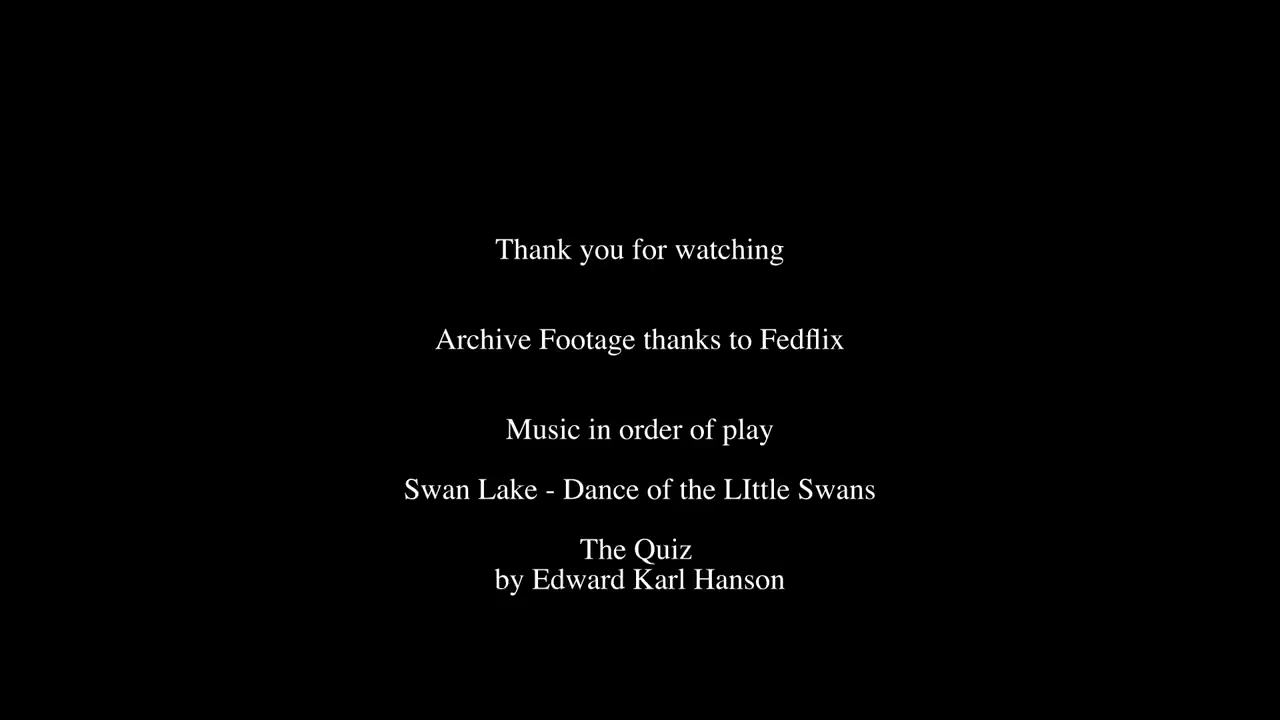 Thank you for watching
Archive Footage thanks to Fedflix
Music in order of play
Swan Lake - Dance of the LIttle Swans
The Quiz
by Edward Karl Hanson